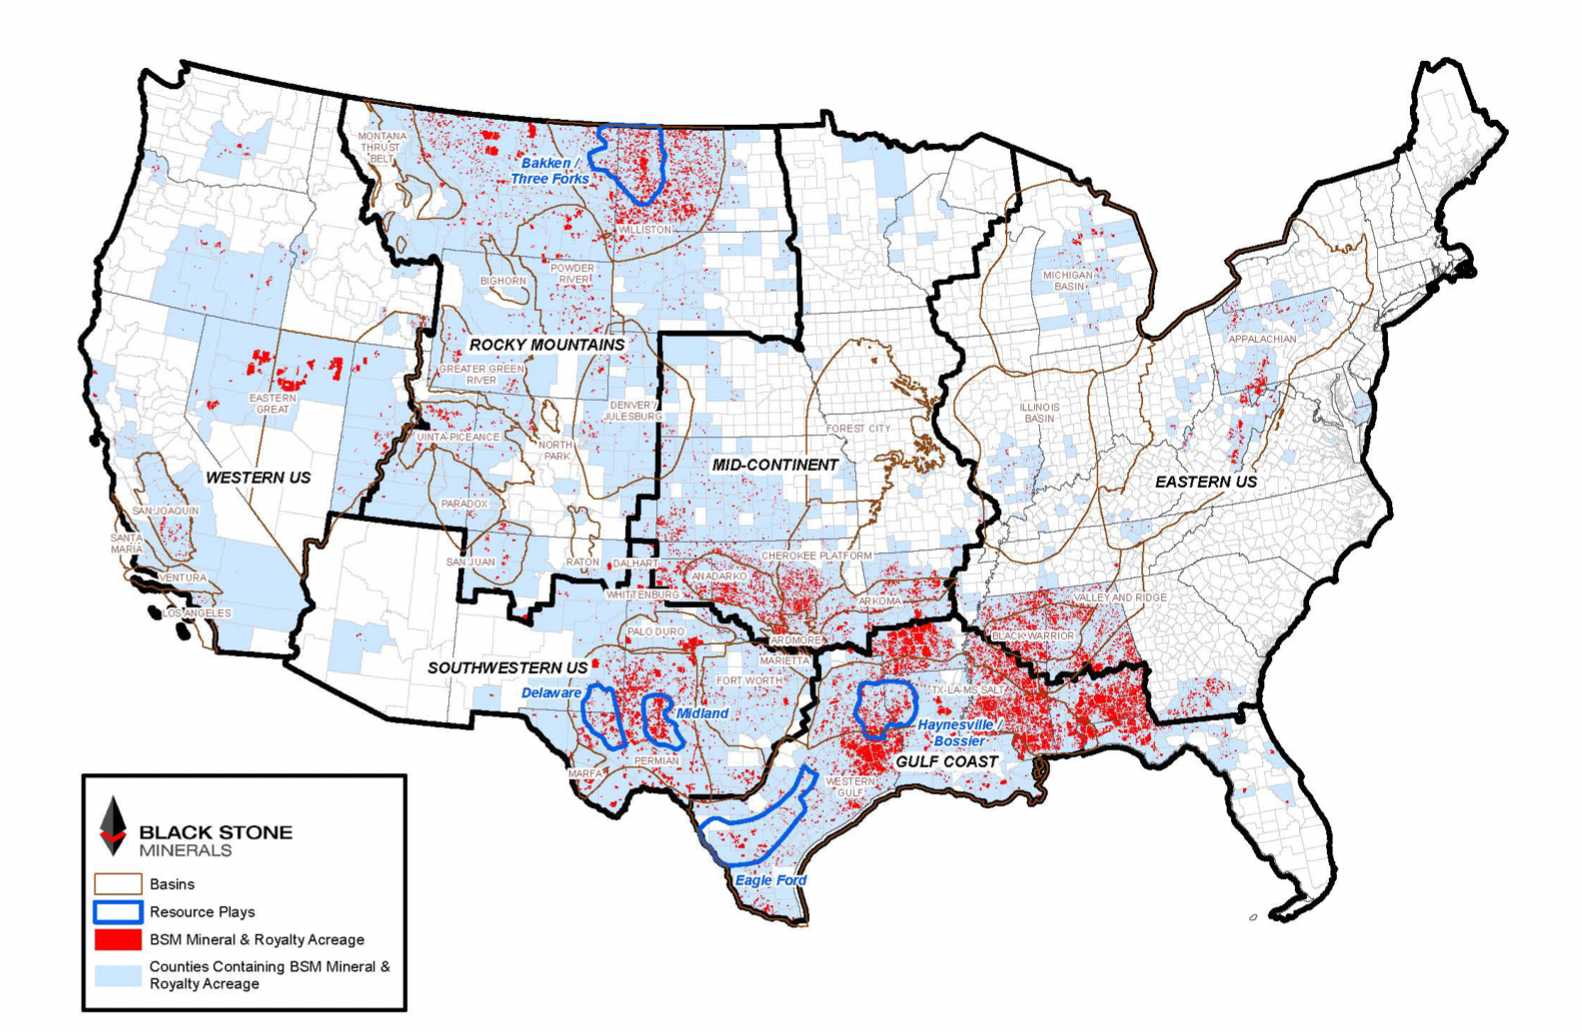 MONTANA
THRUST
BELT
Bakken /
Three Forks
WILLISTON
BIGHORN
POWDER
RIVER
MICHIGAN
BASIN
ROCKY MOUNTAINS
APPALACHIAN
GREATER GREEN
RIVER
EASTERN
GREAT
DENVER/
JULESBURG
ILLINOIS
BASIN
UINTA-PICEANCE
NORTH
PARK
FOREST CITY
WESTERN US
MID-CONTINENT
EASTERN US
SAN JOAQUIN
PARADOX
SANTA
MARIA
VENTURA
LOS ANGELES
SAN JUAN
RATON
DALHART
CHEROKEE PLATFORM
ANADARKO
WHITTENBURG
ARKOMA
VALLEY AND RIDGE
PALO DURO
ARDMORE
BLACK WARRIOR
MARIETTA
SOUTHWESTERN US
FORT WORTH
TX-LA-MS SALT
Delaware
Midland
Haynesville /
Bossier
PERMIAN
MARFA
GULF COAST
WESTERN
GULF
Eagle Ford
BLACK STONE
MINERALS
Basins
Resource Plays
BSM Mineral & Royalty Acreage
Counties Containing BSM Mineral &
Royalty Acreage